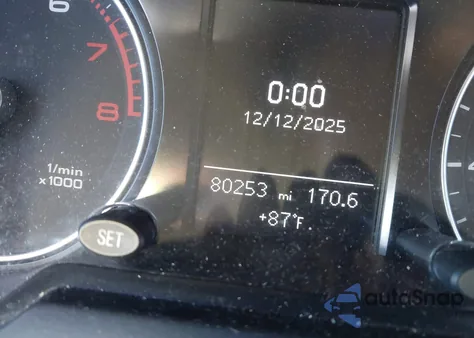 6
7
8
1/min
x1000
SET
0:00
12/12/2025
80253 mi 170.6
+87°F
autoSnap